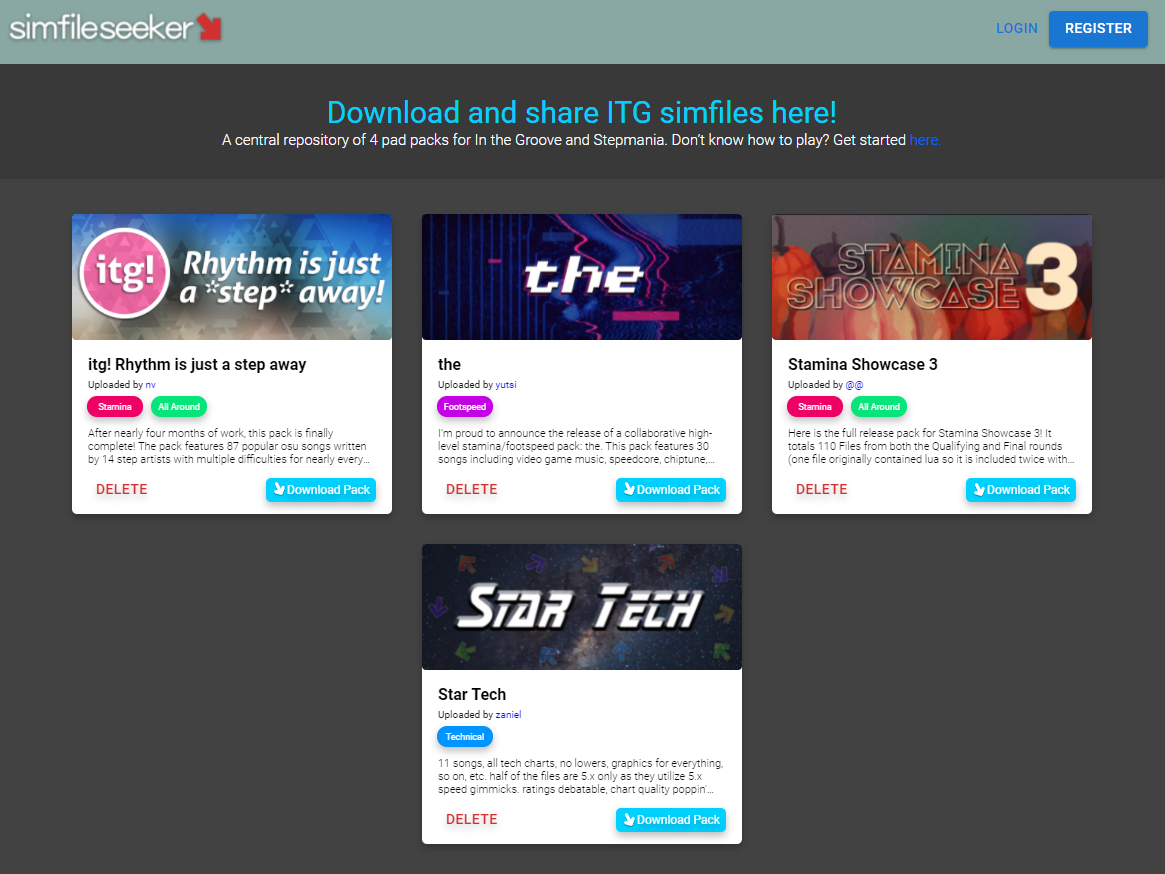 simfileseeker
LOGIN
REGISTER
Download and share ITG simfiles here!
A central repository of 4 pad packs for In the Groove and Stepmania. Don't know how to play? Get started here.
itg!
Rhythm is just
a *step* away!
itg! Rhythm is just a step away
Uploaded by nv
Stamina
All Around
After nearly four months of work, this pack is finally
complete! The pack features 87 popular osu songs written
by 14 step artists with multiple difficulties for nearly every...
DELETE
Download Pack
the
the
Uploaded by yutsi
Footspeed
I'm proud to announce the release of a collaborative high-
level stamina/footspeed pack: the. This pack features 30
songs including video game music, speedcore, chiptune,...
DELETE
Download Pack
STAMINA
SHOWCASE 3
Stamina Showcase 3
Uploaded by @@
Stamina
All Around
Here is the full release pack for Stamina Showcase 3! It
totals 110 Files from both the Qualifying and Final rounds
(one file originally contained lua so it is included twice with...
DELETE
Download Pack
STAR TECH
Star Tech
Uploaded by zaniel
Technical
11 songs, all tech charts, no lowers, graphics for everything,
so on, etc. half of the files are 5.x only as they utilize 5.x
speed gimmicks. ratings debatable, chart quality poppin'...
DELETE
Download Pack